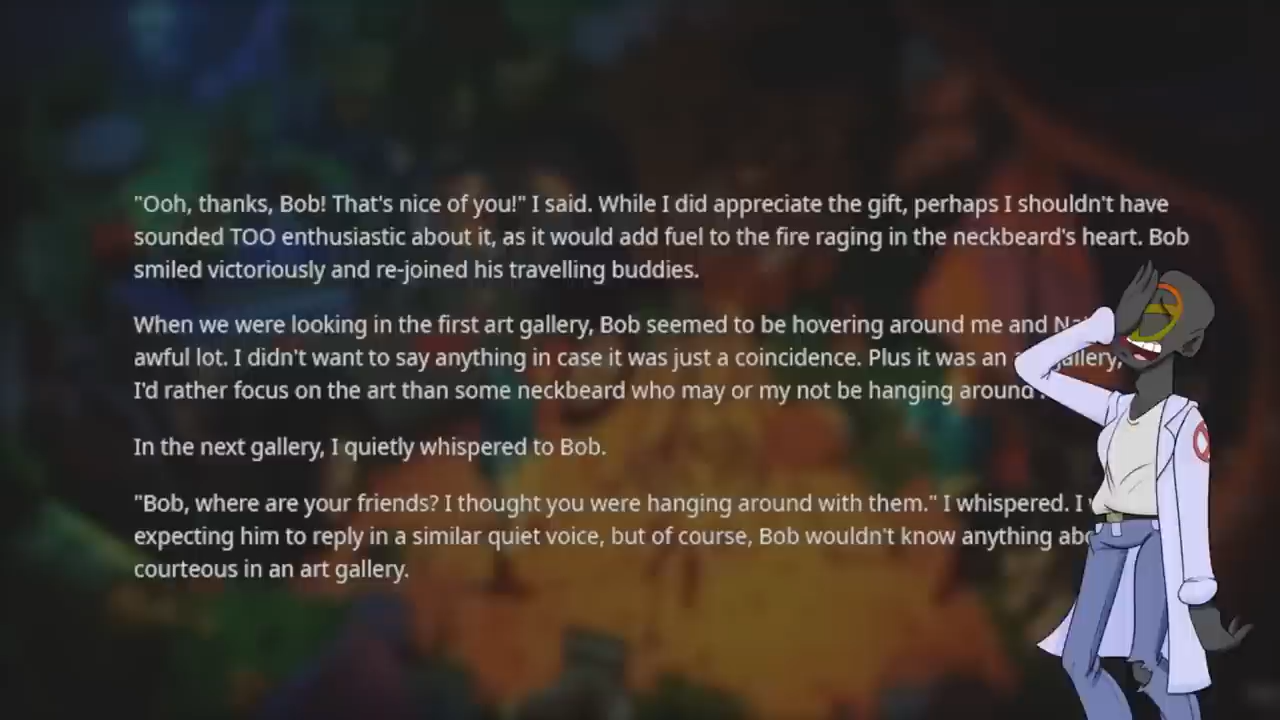 "Ooh, thanks, Bob! That's nice of you!" I said. While I did appreciate the gift, perhaps I shouldn't have
sounded TOO enthusiastic about it, as it would add fuel to the fire raging in the neckbeard's heart. Bob
smiled victoriously and re-joined his travelling buddies.
When we were looking in the first art gallery, Bob seemed to be hovering around me and
awful lot. I didn't want to say anything in case it was just a coincidence. Plus it was an
I'd rather focus on the art than some neckbeard who may or my not be hanging around
In the next gallery, I quietly whispered to Bob.
"Bob, where are your friends? I thought you were hanging around with them." I whispered. I
expecting him to reply in a similar quiet voice, but of course, Bob wouldn't know anything
courteous in an art gallery.